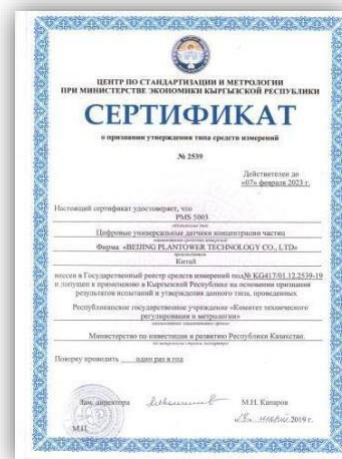 ЦЕНТР ПО СТАНДАРТИЗАЦИИ И МЕТРОЛОГИИ
ПРИ МИНИСТЕРСТВЕ ЭКОНОМИКИ КЫРГЫЗСКОЙ РЕСПУБЛИКИ
СЕРТИФИКАТ
о признании утверждения типа средств измерений
№ 2539
Действителен до
«07» февраля 2023 г.
Настоящий сертификат удостоверяет, что
PMS 5003
Цифровые универсальные датчики концентрации частиц
Фирма «BEIJING PLANTOWER TECHNOLOGY CO., LTD»
Китай
внесен в Государственный реестр средств измерений под № KG417/01.12.2539-19
и допущен к применению в Кыргызской Республике на основании признания
результатов испытаний и утверждения данного типа, проведенных
Республиканское государственное учреждение «Комитет технического
регулирования и метрологии»
Министерство по инвестиция и развитию Республики Казахстан.
Поверку проводить один раз в год
Зам. директор М.Н. Капаров
М.П. 2019 г.